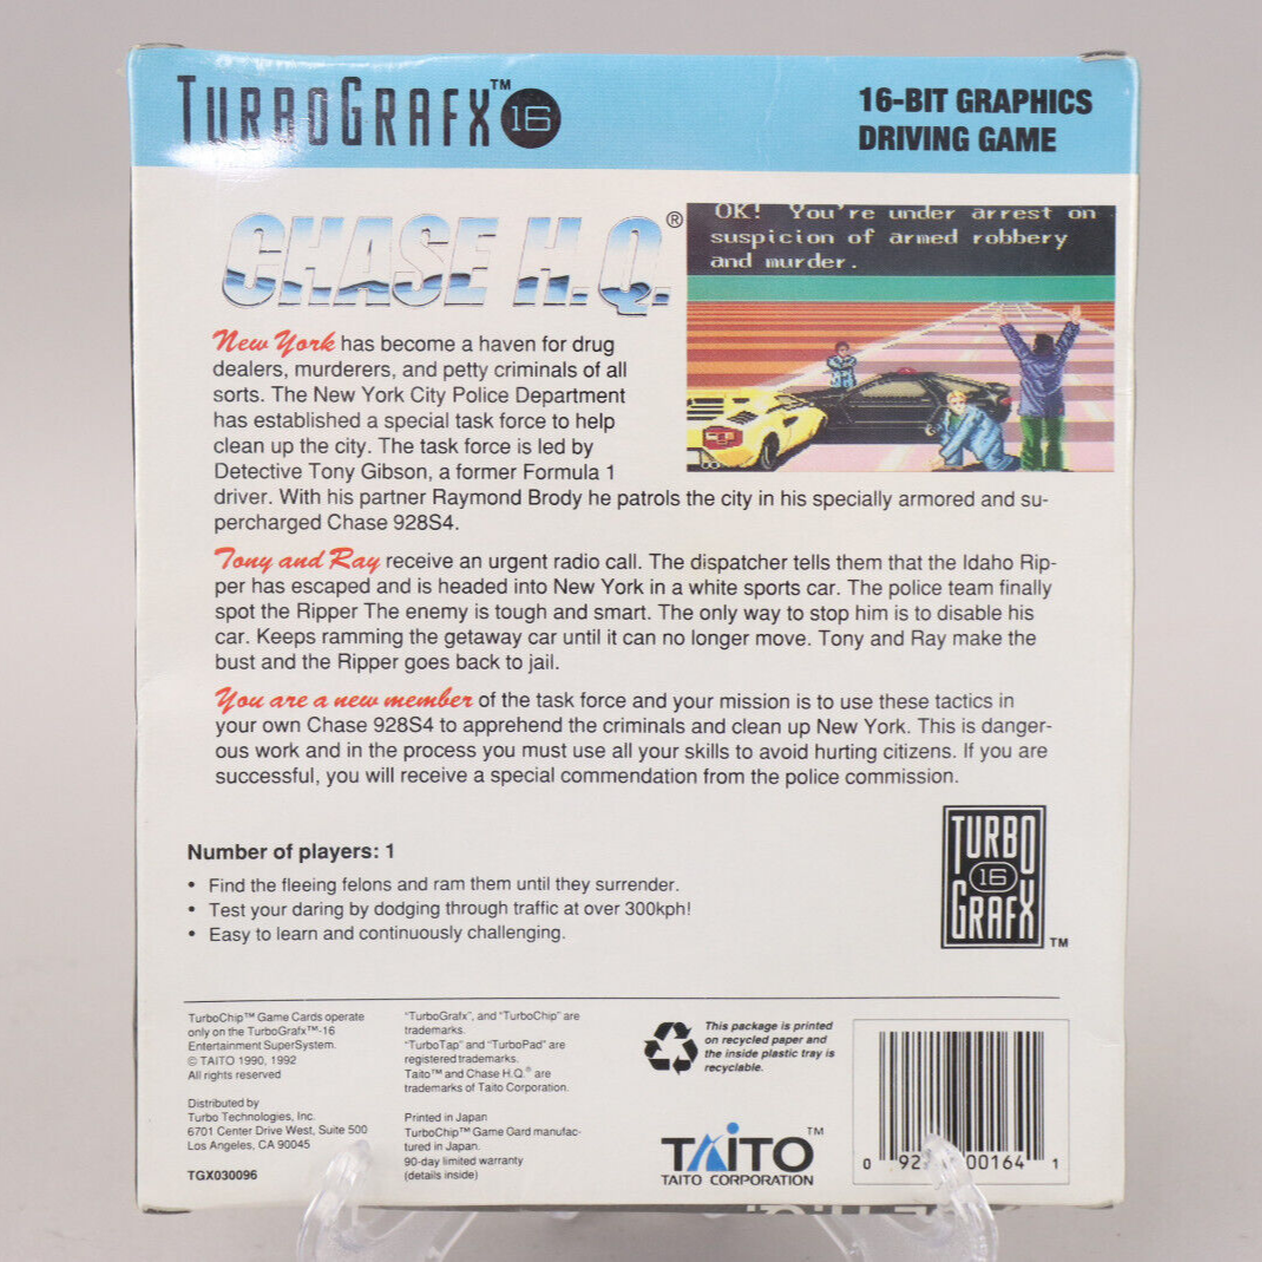 TURBOGRAFX™ 16
16-BIT GRAPHICS
DRIVING GAME
CHASE H.Q.®
OK! You're under arrest on
suspicion of armed robbery
and murder.
New York has become a haven for drug
dealers, murderers, and petty criminals of all
sorts. The New York City Police Department
has established a special task force to help
clean up the city. The task force is led by
Detective Tony Gibson, a former Formula 1
driver. With his partner Raymond Brody he patrols the city in his specially armored and su-
percharged Chase 928S4.
Tony and Ray receive an urgent radio call. The dispatcher tells them that the Idaho Rip-
per has escaped and is headed into New York in a white sports car. The police team finally
spot the Ripper The enemy is tough and smart. The only way to stop him is to disable his
car. Keeps ramming the getaway car until it can no longer move. Tony and Ray make the
bust and the Ripper goes back to jail.
You are a new member of the task force and your mission is to use these tactics in
your own Chase 928S4 to apprehend the criminals and clean up New York. This is danger-
ous work and in the process you must use all your skills to avoid hurting citizens. If you are
successful, you will receive a special commendation from the police commission.
Number of players: 1
• Find the fleeing felons and ram them until they surrender.
• Test your daring by dodging through traffic at over 300kph!
• Easy to learn and continuously challenging.
TURBO
16
GRAFX™
TurboChip™ Game Cards operate
only on the TurboGrafx™-16
Entertainment SuperSystem.
© TAITO 1990, 1992
All rights reserved
Distributed by
Turbo Technologies, Inc.
6701 Center Drive West, Suite 500
Los Angeles, CA 90045
TGX030096
"TurboGrafx", and "TurboChip" are
trademarks.
"TurboTap" and "TurboPad" are
registered trademarks.
Taito™ and Chase H.Q.® are
trademarks of Taito Corporation.
Printed in Japan
TurboChip™ Game Card manufac-
tured in Japan.
90-day limited warranty
(details inside)
This package is printed
on recycled paper and
the inside plastic tray is
recyclable.
TAITO™
TAITO CORPORATION
0 92 00164 1